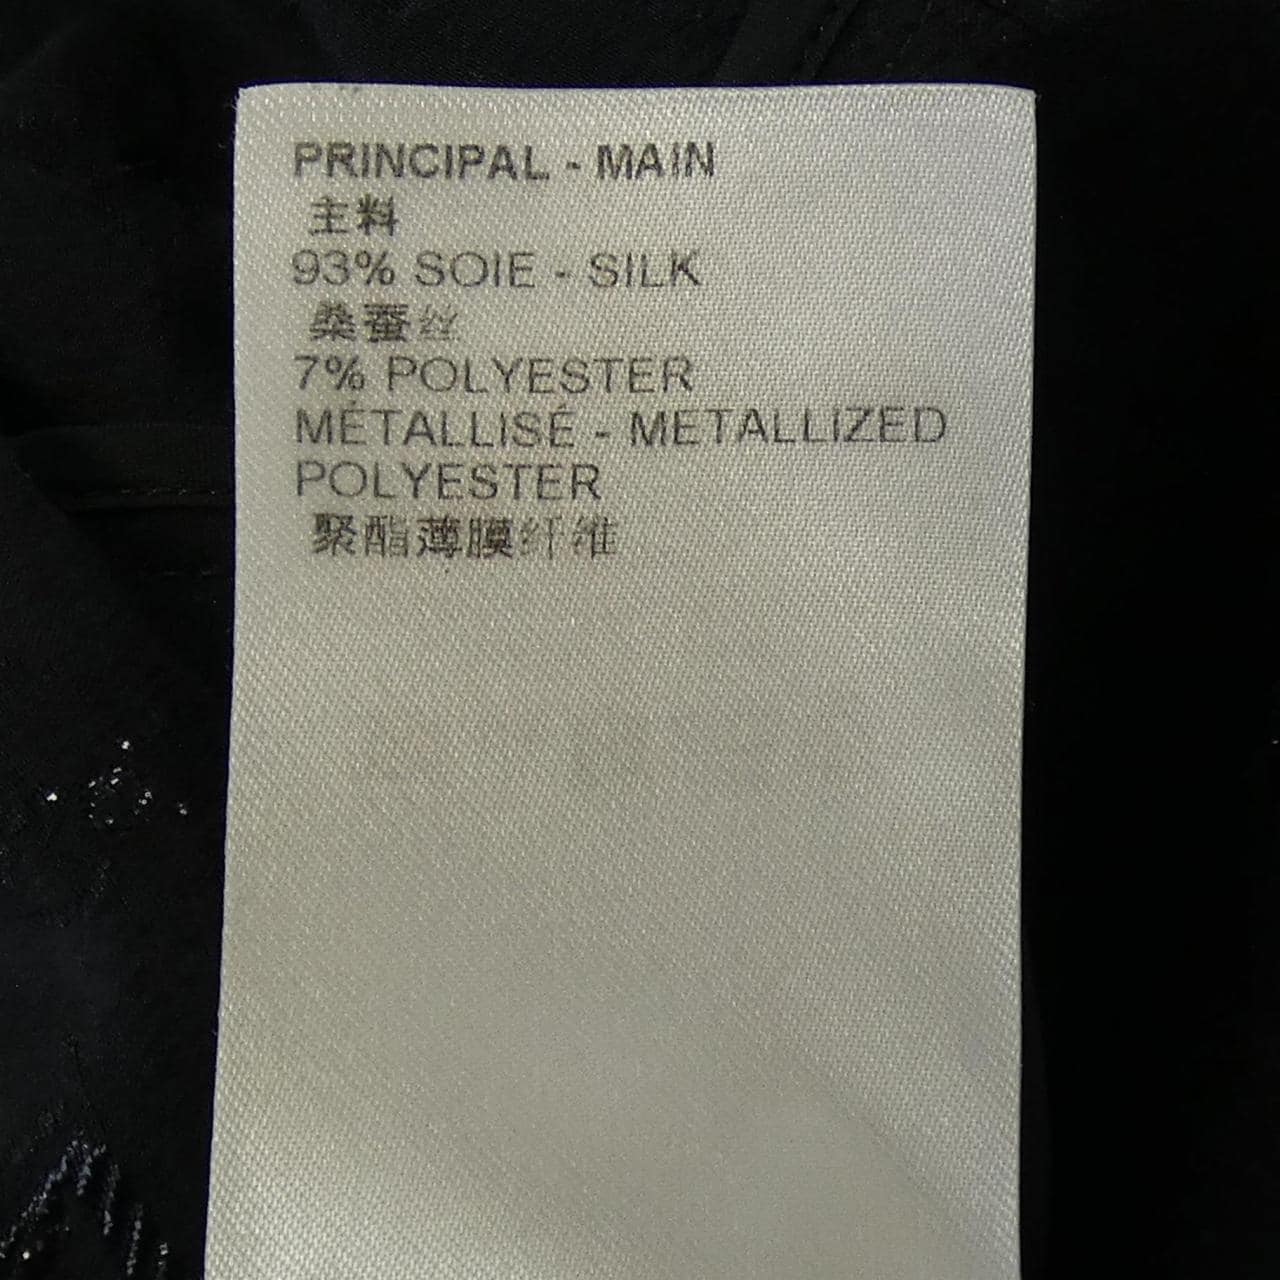 PRINCIPAL - MAIN
主料
93% SOIE - SILK
桑蚕丝
7% POLYESTER
MÉTALLISÉ - METALLIZED
POLYESTER
聚酯薄膜纤维